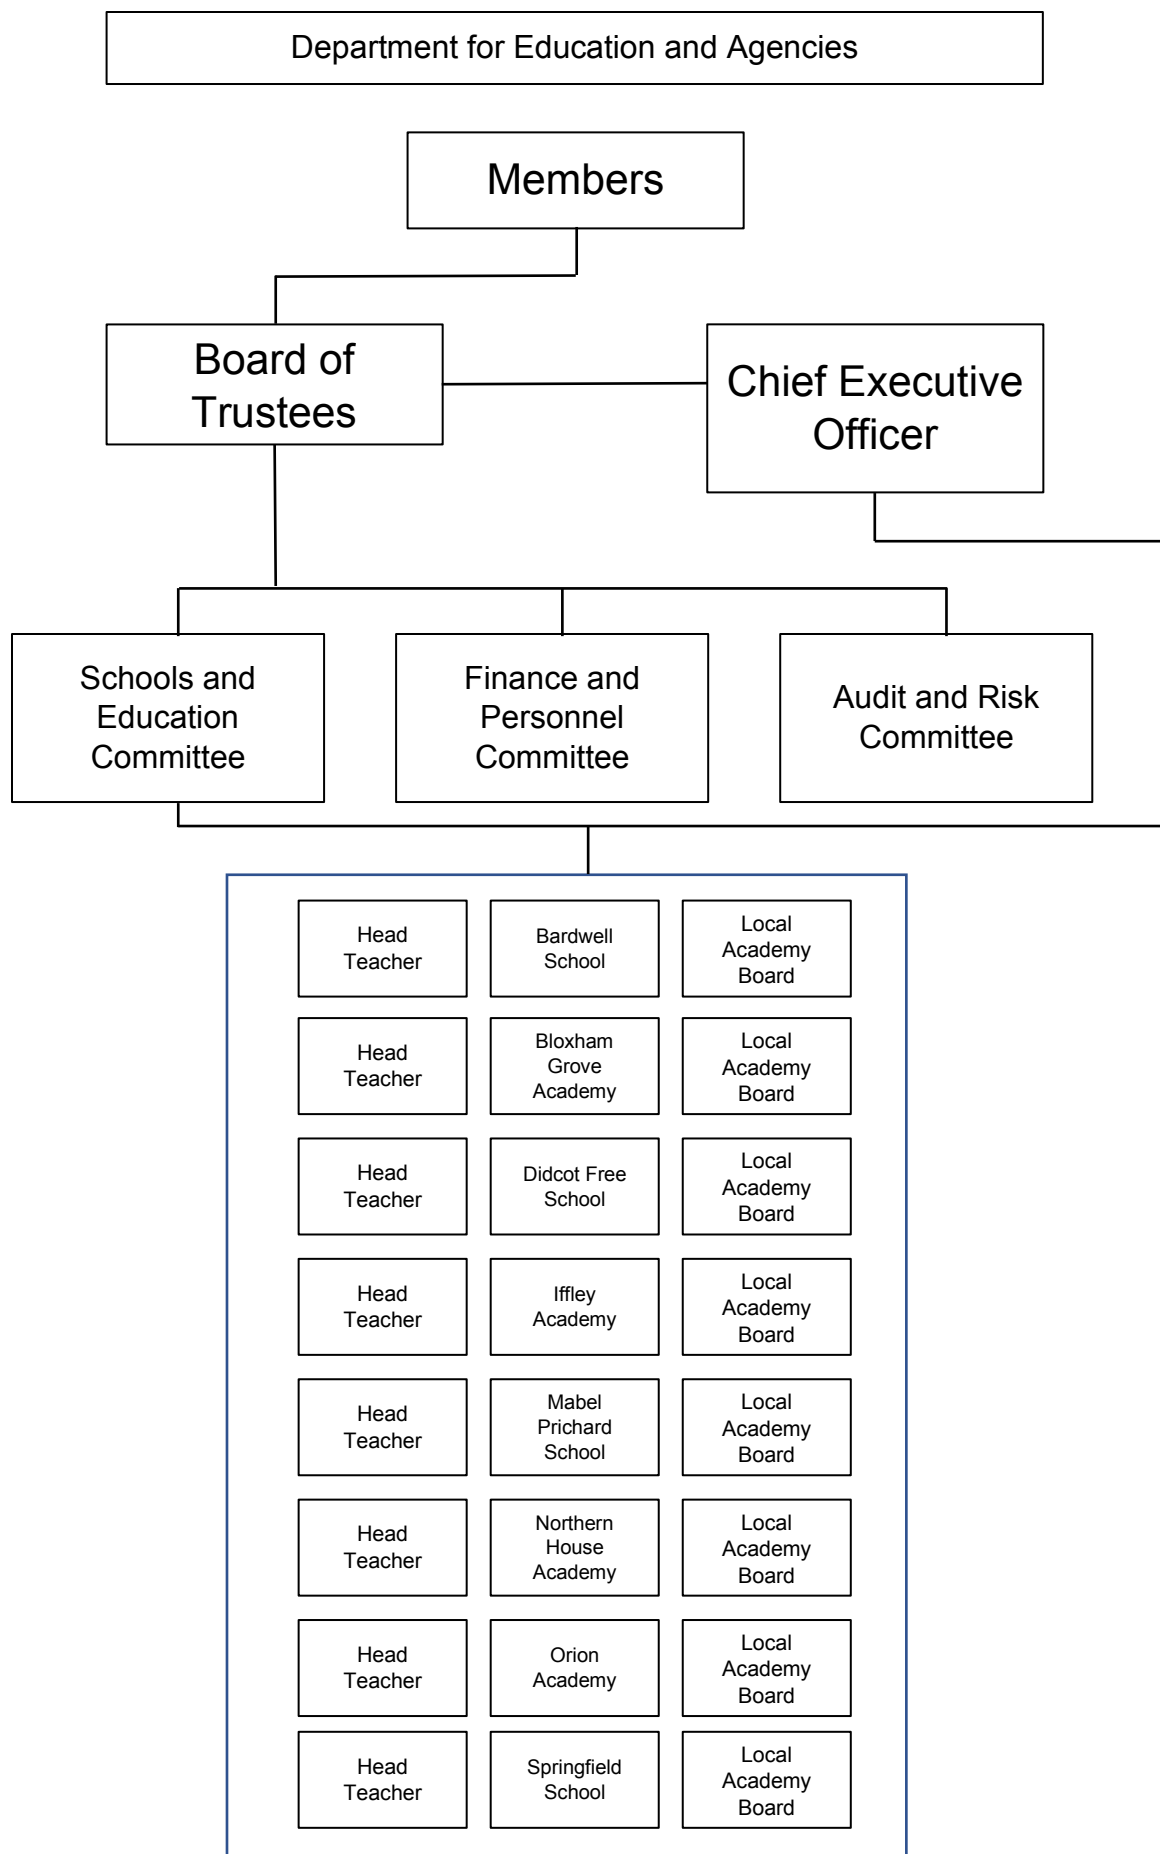 Department for Education and Agencies
Members
Board of
Trustees
Chief Executive
Officer
Schools and
Education
Committee
Finance and
Personnel
Committee
Audit and Risk
Committee
Head
Teacher
Bardwell
School
Local
Academy
Board
Head
Teacher
Bloxham
Grove
Academy
Local
Academy
Board
Head
Teacher
Didcot Free
School
Local
Academy
Board
Head
Teacher
Iffley
Academy
Local
Academy
Board
Head
Teacher
Mabel
Prichard
School
Local
Academy
Board
Head
Teacher
Northern
House
Academy
Local
Academy
Board
Head
Teacher
Orion
Academy
Local
Academy
Board
Head
Teacher
Springfield
School
Local
Academy
Board